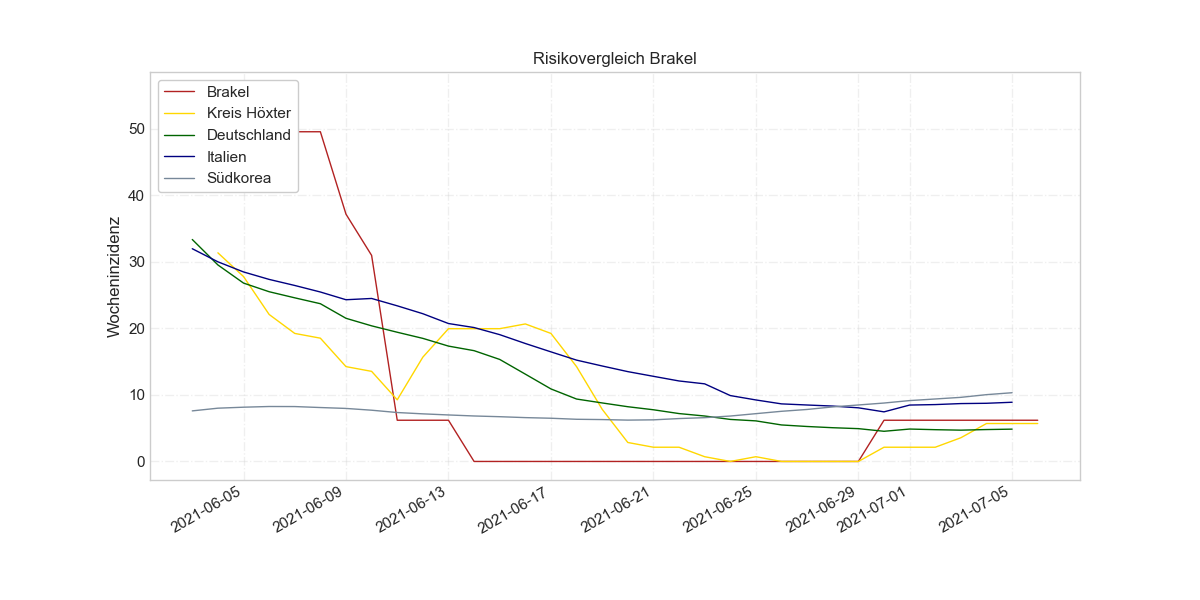 Risikovergleich Brakel
Brakel
Kreis Höxter
Deutschland
Italien
Südkorea
Wocheninzidenz
50
40
30
20
10
0
2021-06-05
2021-06-09
2021-06-13
2021-06-17
2021-06-21
2021-06-25
2021-06-29
2021-07-01
2021-07-05